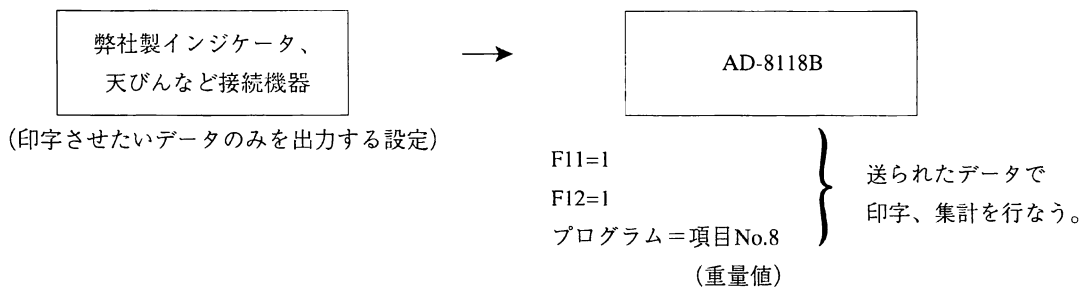 弊社製インジケータ、
天びんなど接続機器
(印字させたいデータのみを出力する設定)
AD-8118B
F11=1
F12=1
プログラム＝項目No.8
(重量値)
送られたデータで
印字、集計を行なう。